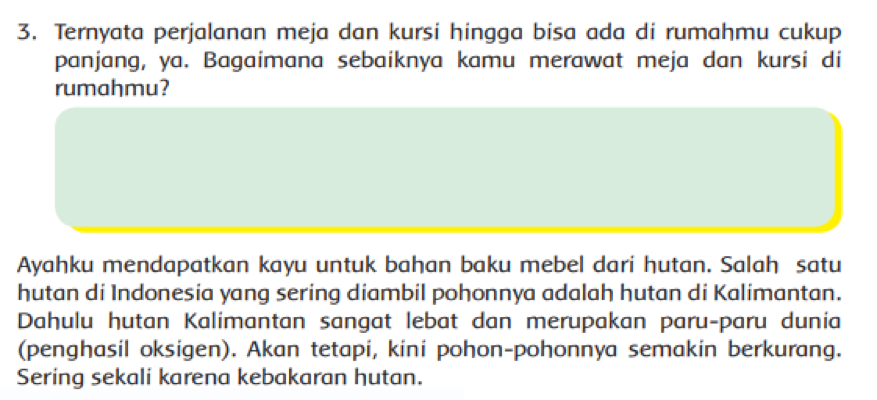 3. Ternyata perjalanan meja dan kursi hingga bisa ada di rumahmu cukup
panjang, ya. Bagaimana sebaiknya kamu merawat meja dan kursi di
rumahmu?
Ayahku mendapatkan kayu untuk bahan baku mebel dari hutan. Salah satu
hutan di Indonesia yang sering diambil pohonnya adalah hutan di Kalimantan.
Dahulu hutan Kalimantan sangat lebat dan merupakan paru-paru dunia
(penghasil oksigen). Akan tetapi, kini pohon-pohonnya semakin berkurang.
Sering sekali karena kebakaran hutan.